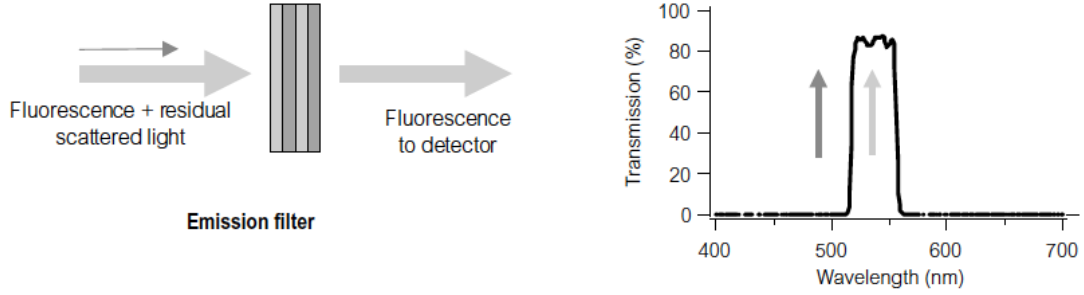 Fluorescence + residual
scattered light
Fluorescence
to detector
Emission filter
Transmission (%)
100
80
60
40
20
0
400
500
600
700
Wavelength (nm)